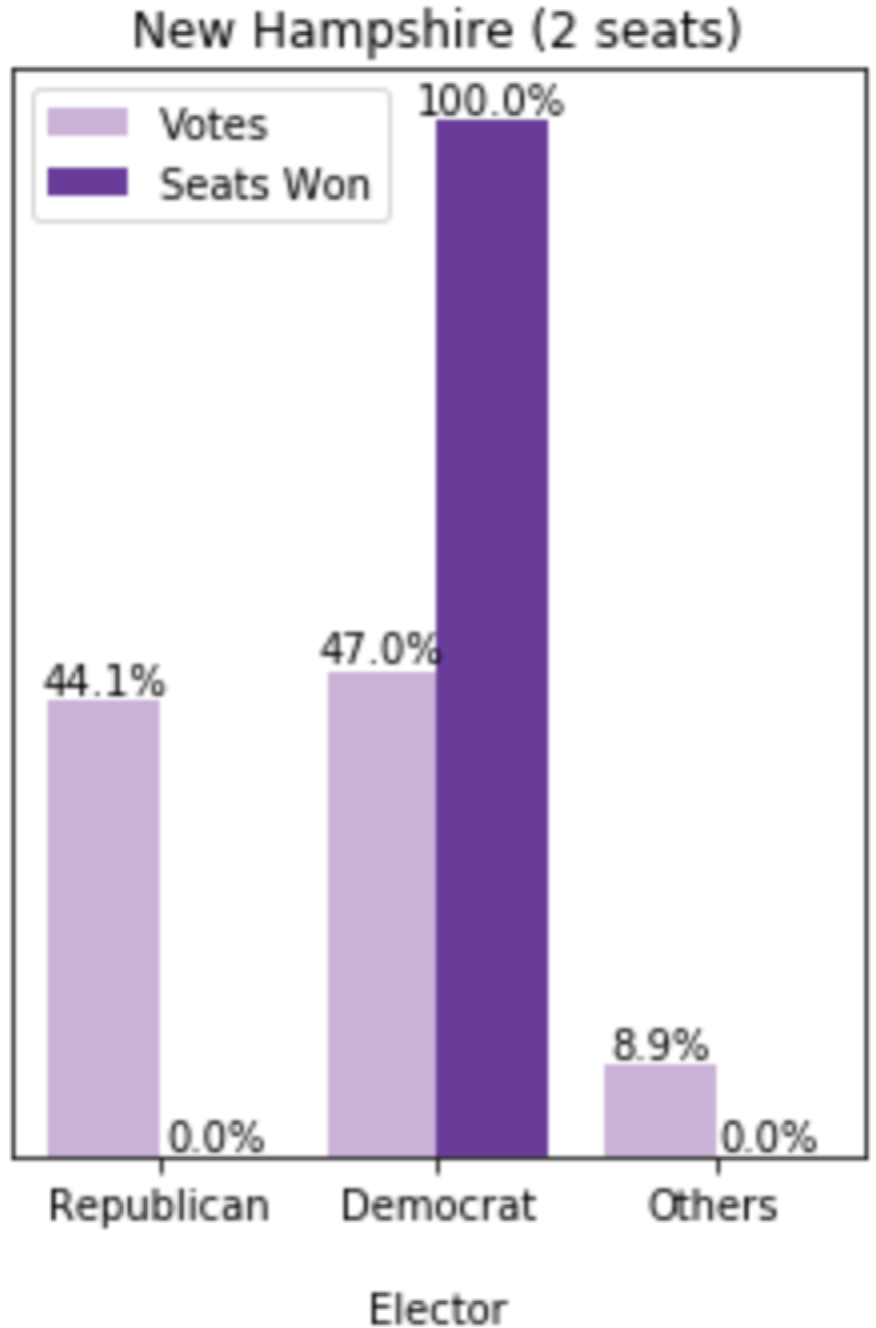 New Hampshire (2 seats)
Votes
Seats Won
100.0%
47.0%
44.1%
8.9%
0.0%
0.0%
Republican
Democrat
Others
Elector